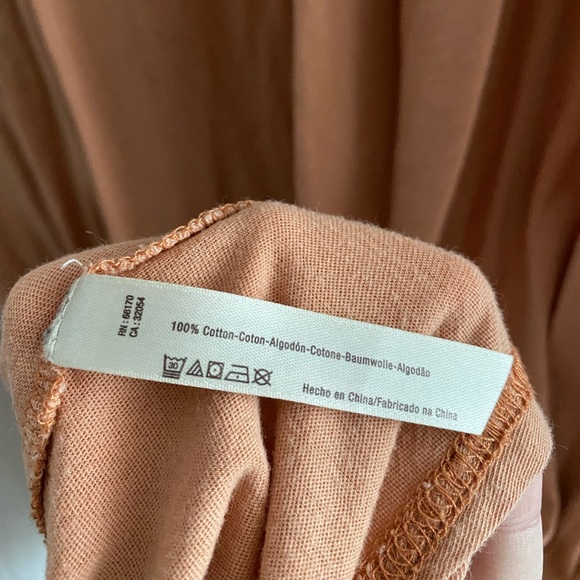 RN: 66170
CA: 32054
100% Cotton-Coton-Algodón-Cotone-Baumwolle-Algodão
30
Hecho en China/Fabricado na China